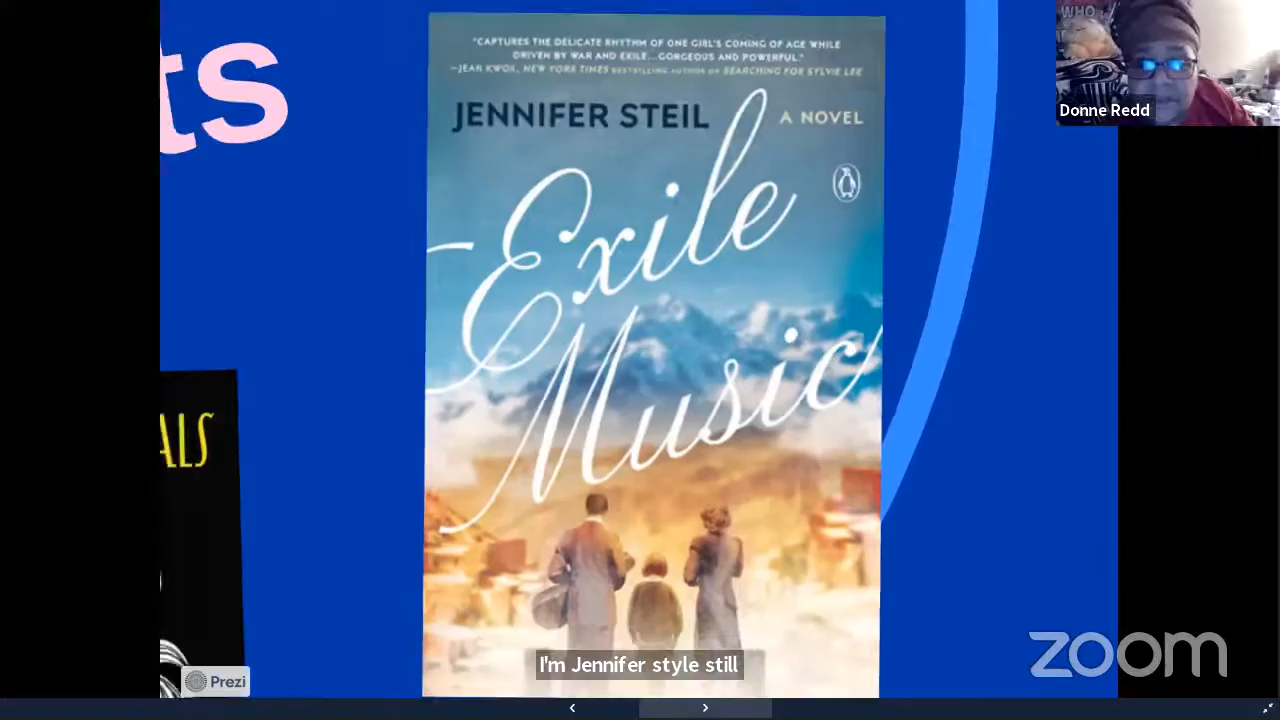 ts
"CAPTURES THE DELICATE RHYTHM OF ONE GIRL'S COMING OF AGE WHILE
DRIVEN BY WAR AND EXILE...GORGEOUS AND POWERFUL."
—JEAN KWOK, NEW YORK TIMES BESTSELLING AUTHOR OF SEARCHING FOR SYLVIE LEE
JENNIFER STEIL
A NOVEL
Exile
Music
WHO
Donne Redd
ALS
I'm Jennifer style still
Prezi
zoom